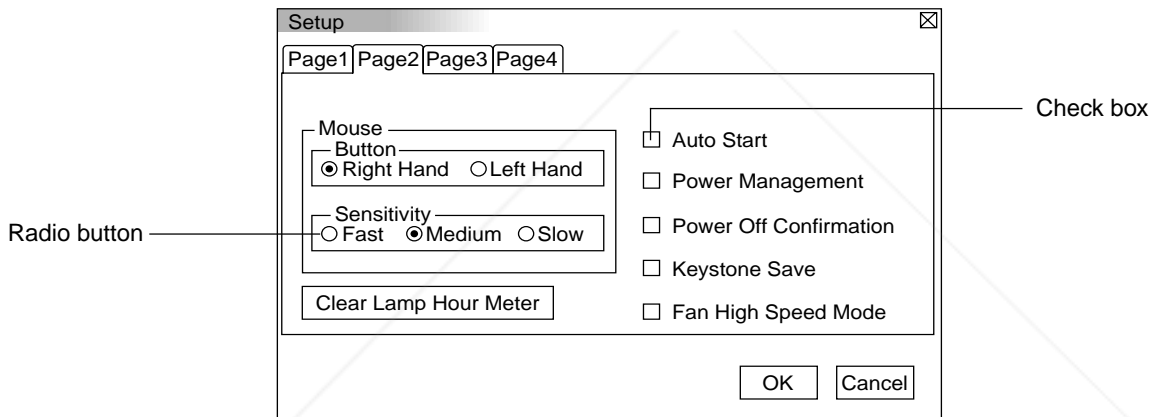 Setup
Page1 Page2 Page3 Page4
Check box
Mouse
Button
Right Hand Left Hand
Sensitivity
Fast Medium Slow
Radio button
Clear Lamp Hour Meter
Auto Start
Power Management
Power Off Confirmation
Keystone Save
Fan High Speed Mode
OK Cancel